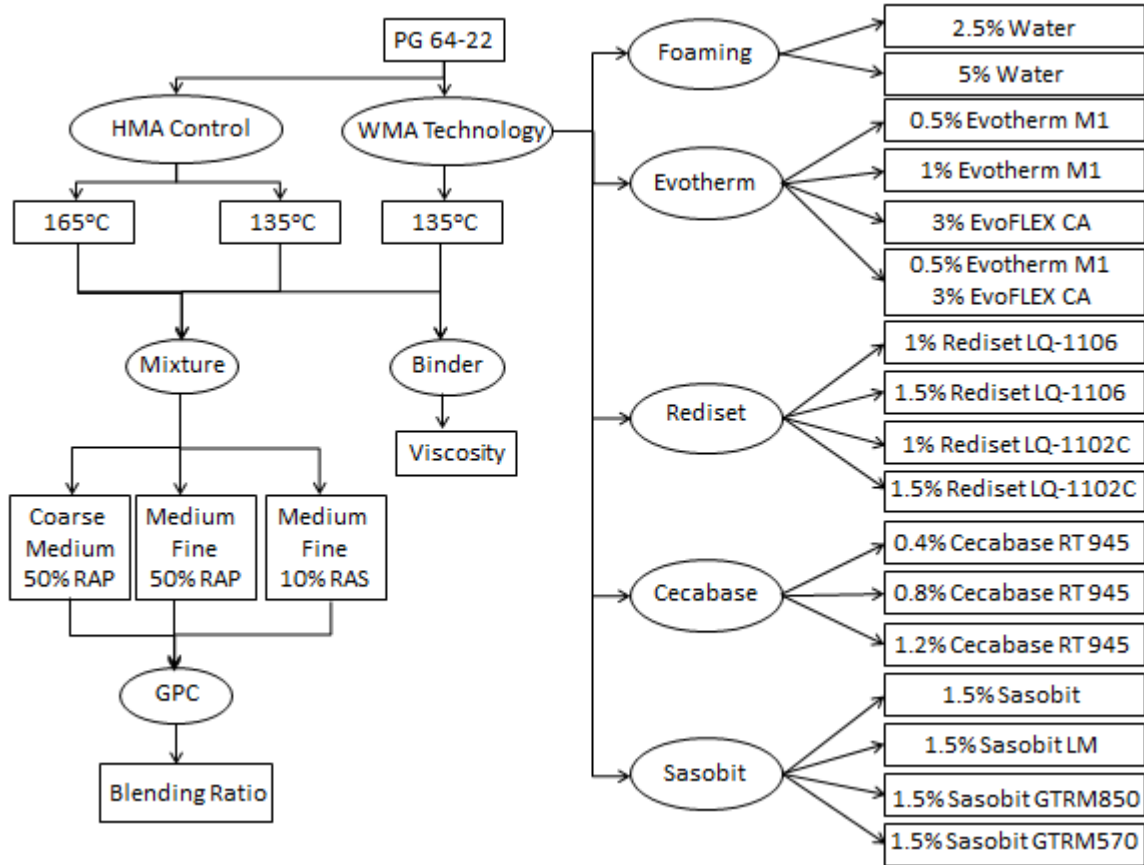 PG 64-22
HMA Control
WMA Technology
165°C
135°C
135°C
Mixture
Binder
Viscosity
Coarse
Medium
50% RAP
Medium
Fine
50% RAP
Medium
Fine
10% RAS
GPC
Blending Ratio
Foaming
2.5% Water
5% Water
Evotherm
0.5% Evotherm M1
1% Evotherm M1
3% EvoFLEX CA
0.5% Evotherm M1
3% EvoFLEX CA
Rediset
1% Rediset LQ-1106
1.5% Rediset LQ-1106
1% Rediset LQ-1102C
1.5% Rediset LQ-1102C
Cecabase
0.4% Cecabase RT 945
0.8% Cecabase RT 945
1.2% Cecabase RT 945
Sasobit
1.5% Sasobit
1.5% Sasobit LM
1.5% Sasobit GTRM850
1.5% Sasobit GTRM570